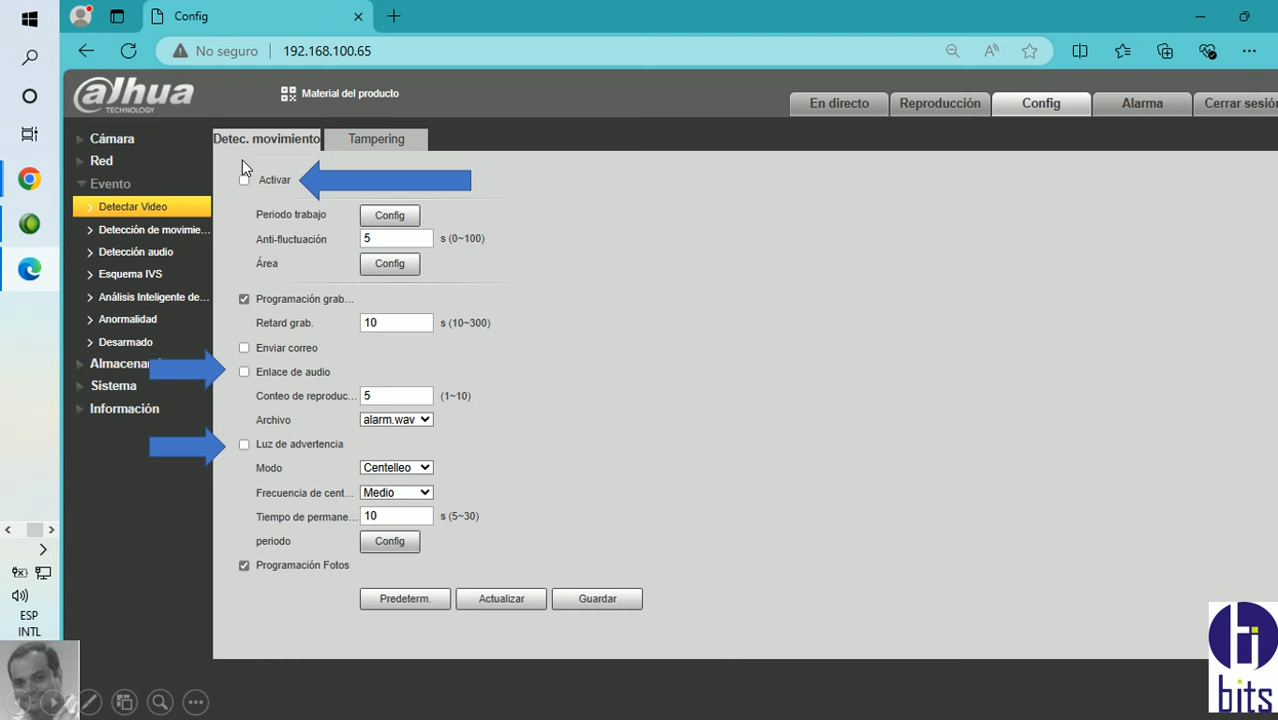 Config
No seguro
192.168.100.65
alhua
TECHNOLOGY
Material del producto
En directo
Reproducción
Config
Alarma
Cerrar sesió
Cámara
Red
Evento
Detectar Video
Detección de movimie...
Detección audio
Esquema IVS
Análisis Inteligente de...
Anormalidad
Desarmado
Almacena
Sistema
Información
Detec. movimiento
Tampering
Activar
Periodo trabajo Config
Anti-fluctuación 5 s (0~100)
Área Config
Programación grab...
Retard grab. 10 s (10~300)
Enviar correo
Enlace de audio
Conteo de reproduc... 5 (1~10)
Archivo alarm.wav
Luz de advertencia
Modo Centelleo
Frecuencia de cent... Medio
Tiempo de permane... 10 s (5~30)
periodo Config
Programación Fotos
Predeterm. Actualizar Guardar
ESP
INTL
bits